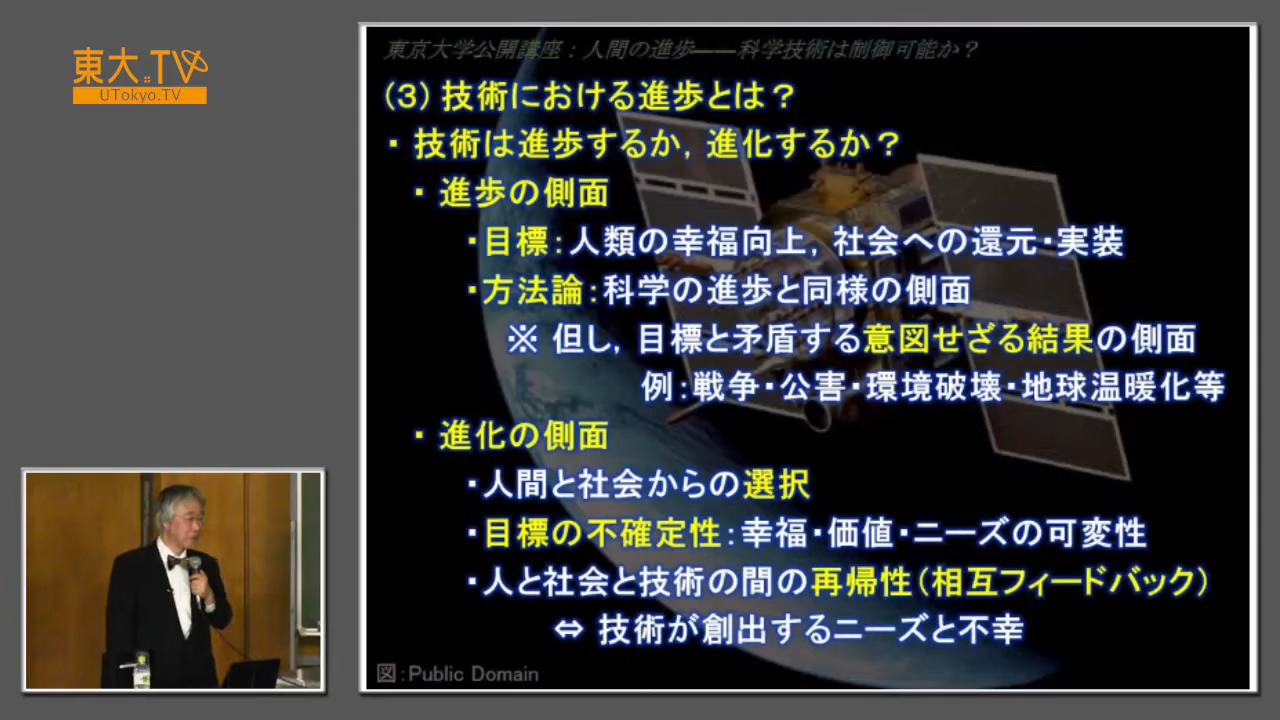 東大.TV
UTokyo.TV
東京大学公開講座：人間の進歩――科学技術は制御可能か？
（3）技術における進歩とは？
・技術は進歩するか，進化するか？
・進歩の側面
・目標：人類の幸福向上，社会への還元・実装
・方法論：科学の進歩と同様の側面
※ 但し，目標と矛盾する意図せざる結果の側面
例：戦争・公害・環境破壊・地球温暖化等
・進化の側面
・人間と社会からの選択
・目標の不確定性：幸福・価値・ニーズの可変性
・人と社会と技術の間の再帰性（相互フィードバック）
⇔ 技術が創出するニーズと不幸
図：Public Domain